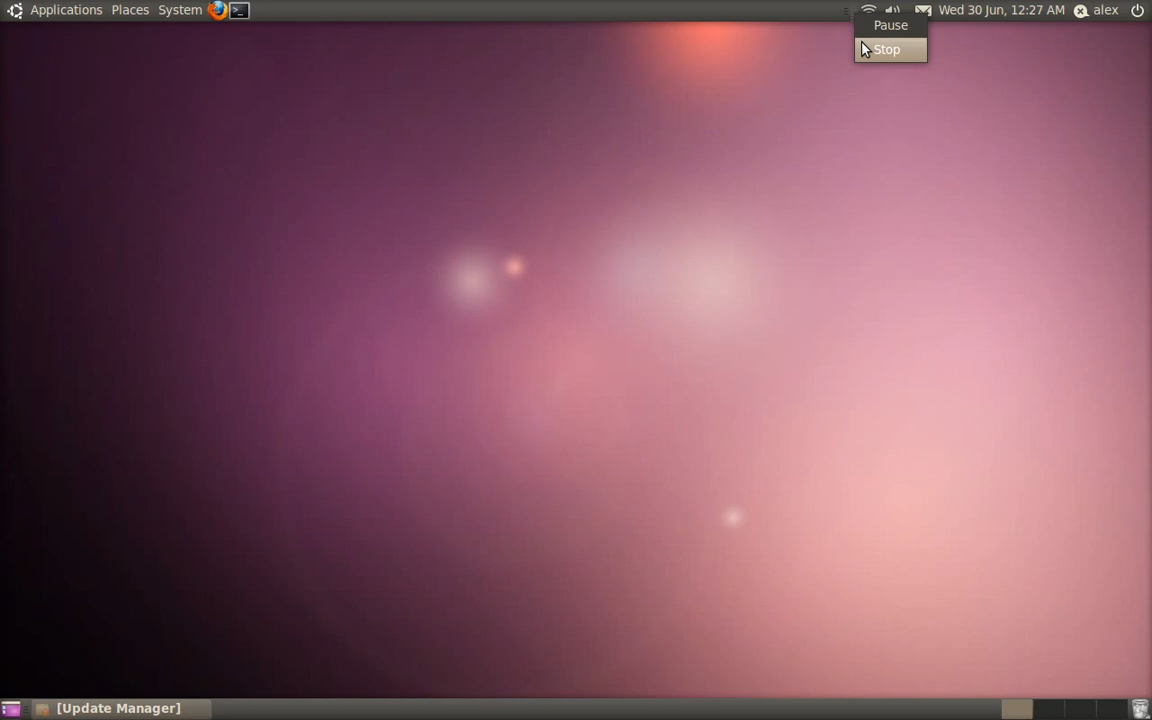 Applications Places System Wed 30 Jun, 12:27 AM alex
Pause
Stop
[Update Manager]